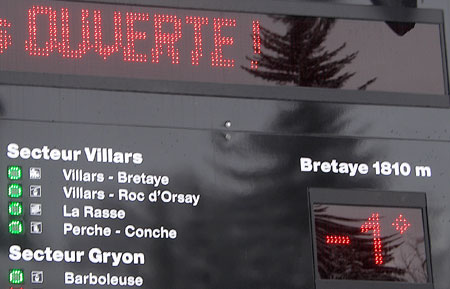 s OUVERTE !
Secteur Villars
Villars - Bretaye
Villars - Roc d'Orsay
La Rasse
Perche - Conche
Secteur Gryon
Barboleuse
Bretaye 1810 m
-1°